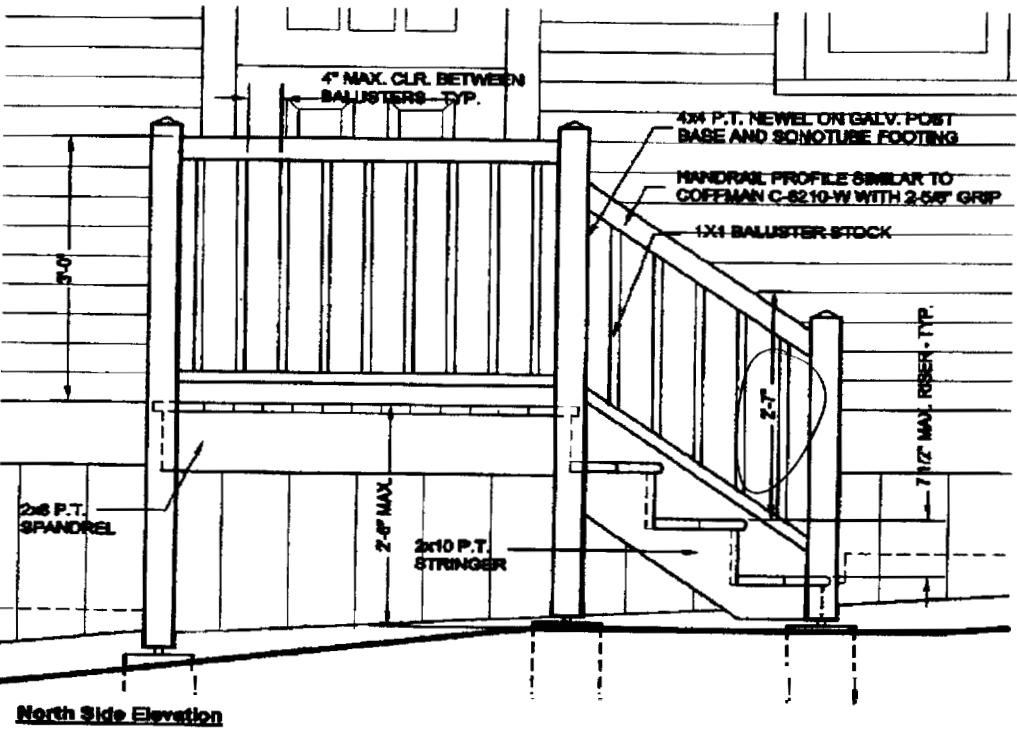 4" MAX. CLR. BETWEEN
BALUSTERS - TYP.
4x4 P.T. NEWEL ON GALV. POST
BASE AND SONOTUBE FOOTING
HANDRAIL PROFILE SIMILAR TO
COFFMAN C-6210-W WITH 2-5/8" GRIP
1X1 BALUSTER STOCK
3'-0"
2'-7"
7 1/2" MAX. RISER - TYP.
2x8 P.T.
SPANDREL
2'-6" MAX.
2x10 P.T.
STRINGER
North Side Elevation